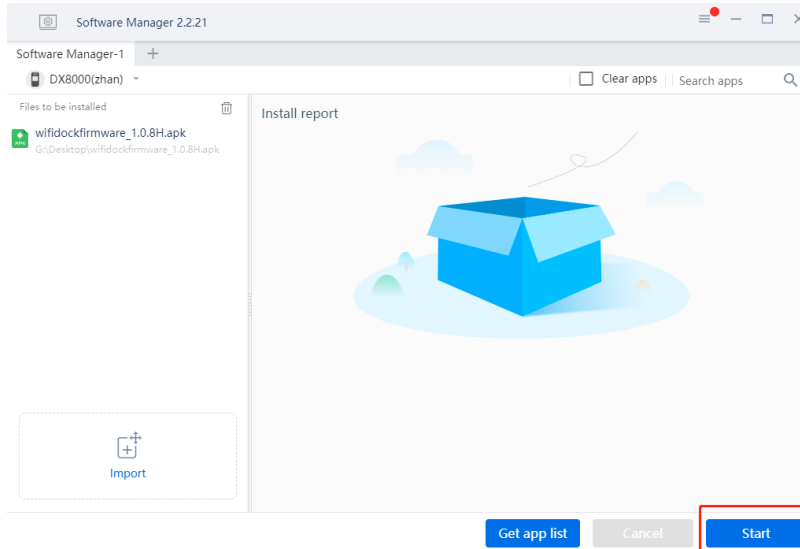 Software Manager 2.2.21
Software Manager-1
DX8000(zhan)
Clear apps
Search apps
Files to be installed
wifidockfirmware_1.0.8H.apk
G:\Desktop\wifidockfirmware_1.0.8H.apk
APK
Install report
Import
Get app list
Cancel
Start